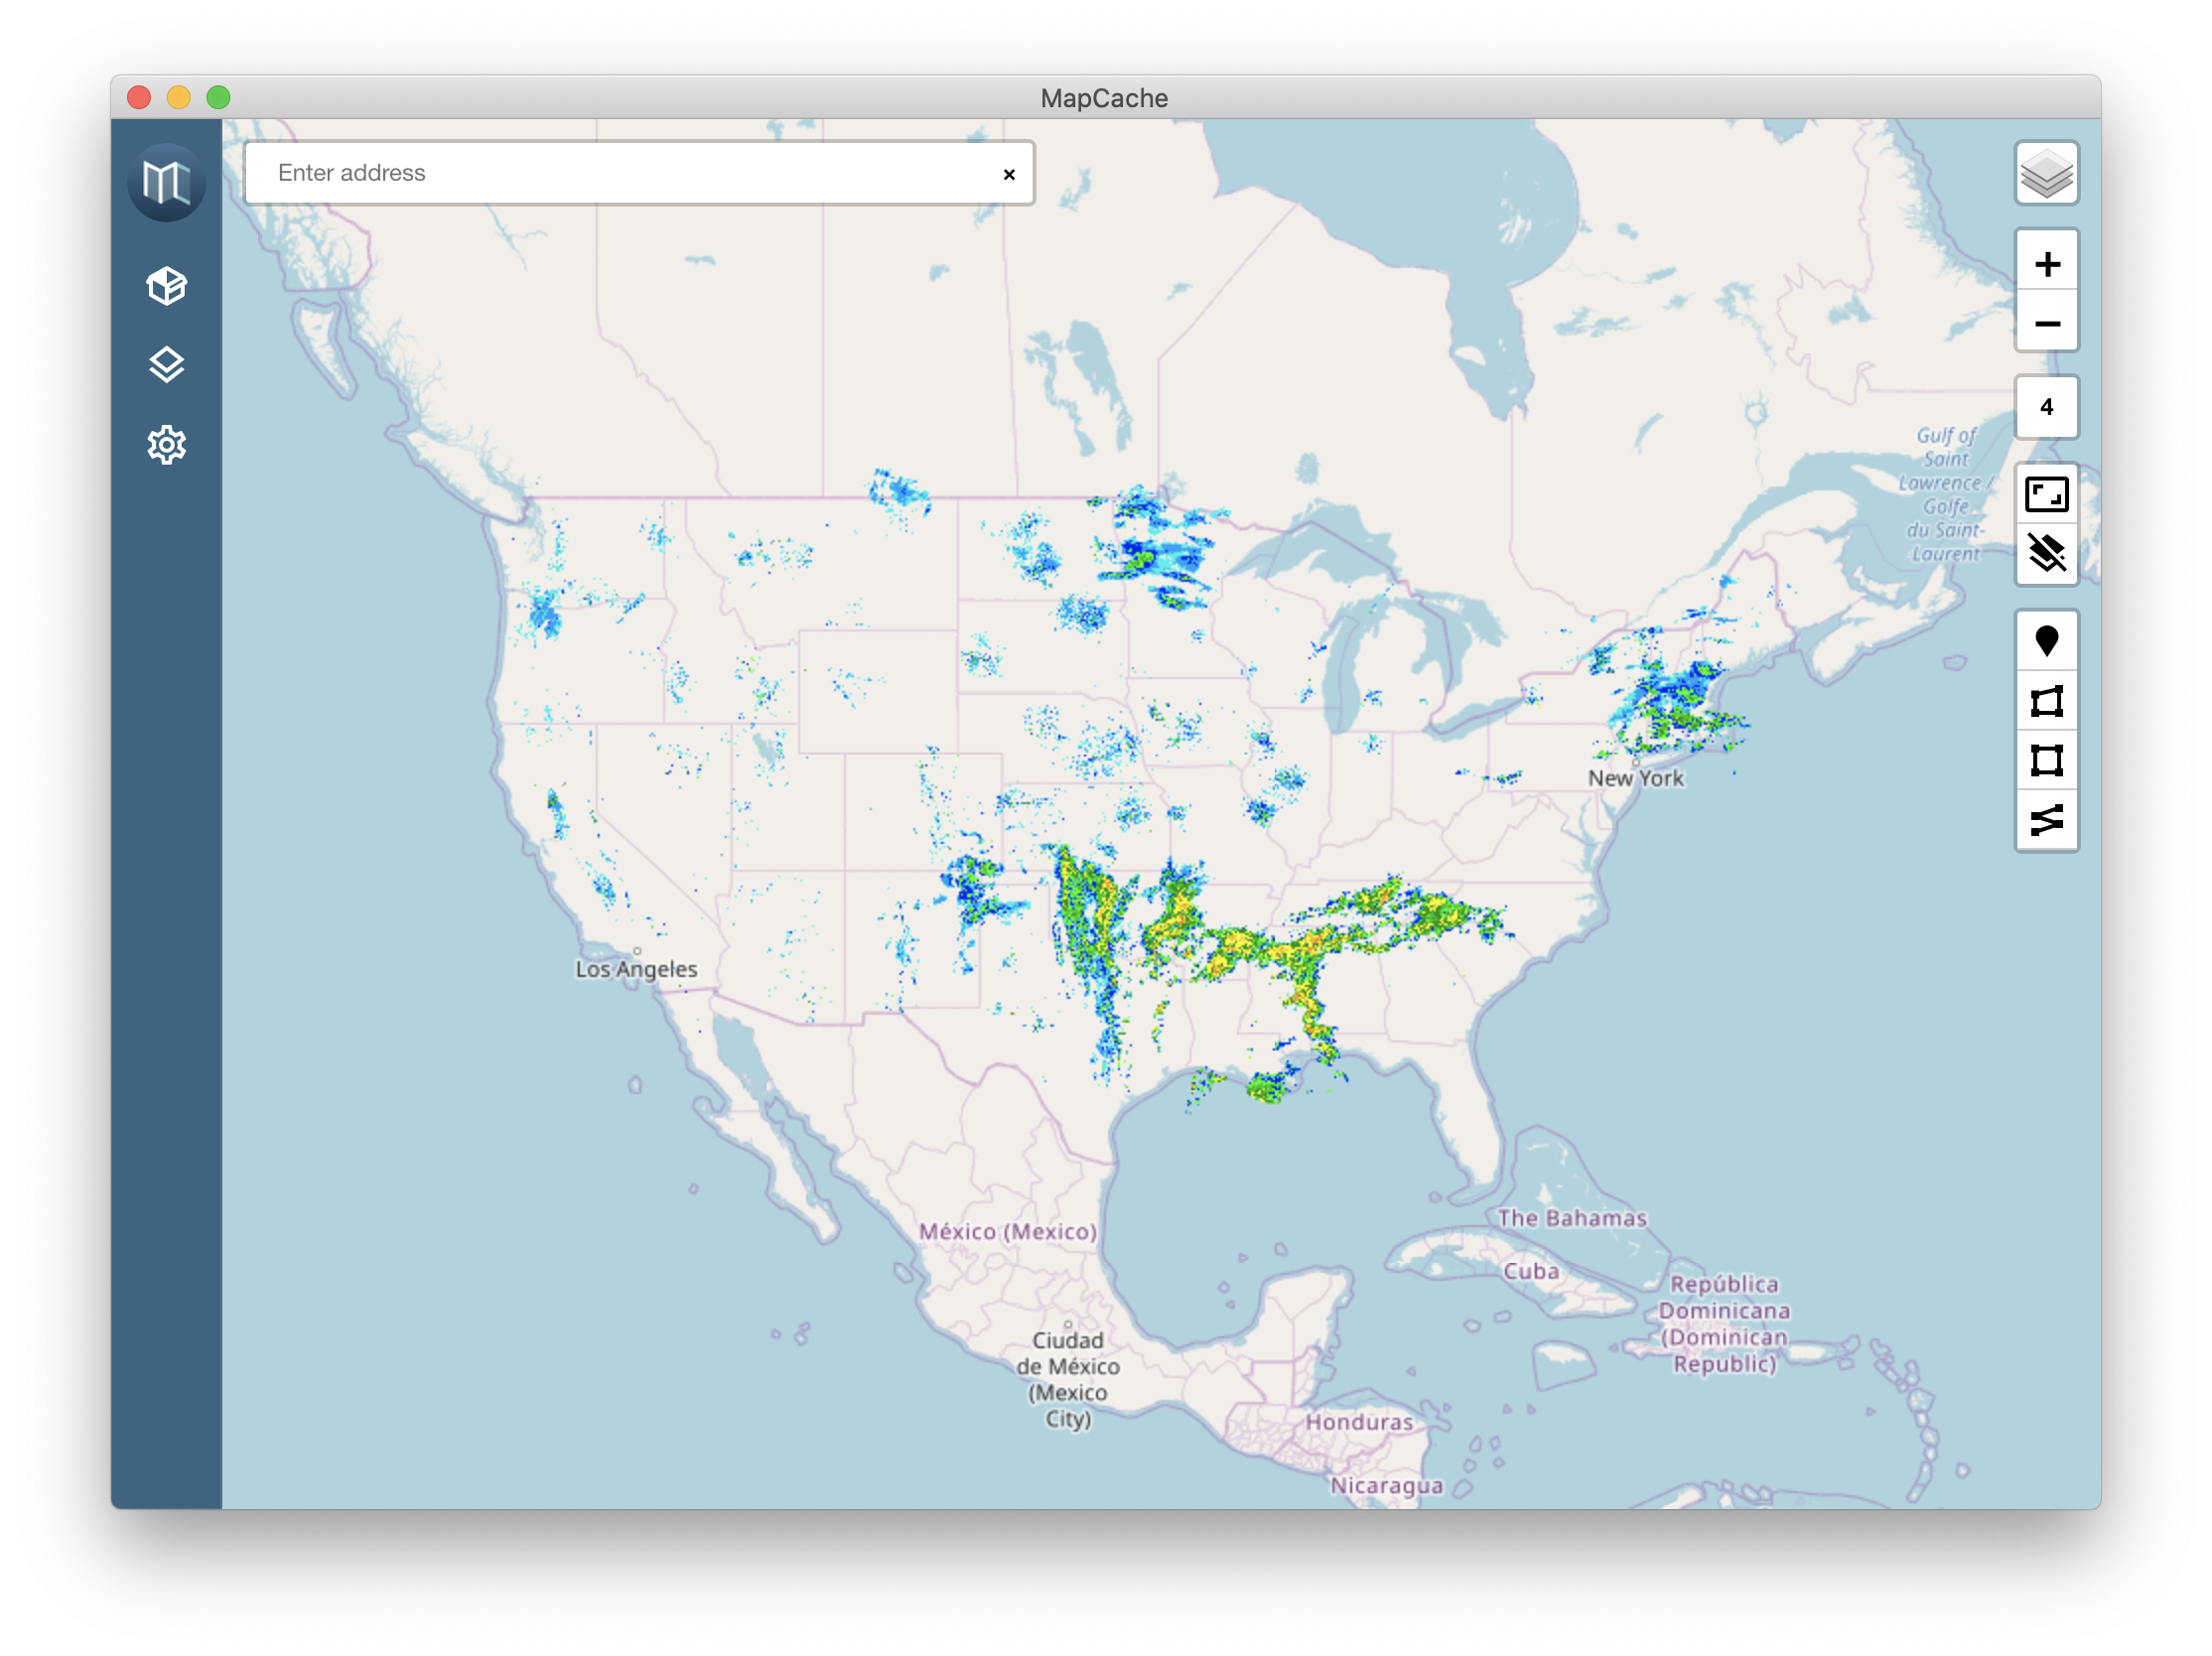 MapCache
Enter address
×
4
Gulf of
Saint
Lawrence /
Golfe
du Saint-
Laurent
New York
Los Angeles
México (Mexico)
The Bahamas
Cuba
República
Dominicana
(Dominican
Republic)
Ciudad
de México
(Mexico
City)
Honduras
Nicaragua